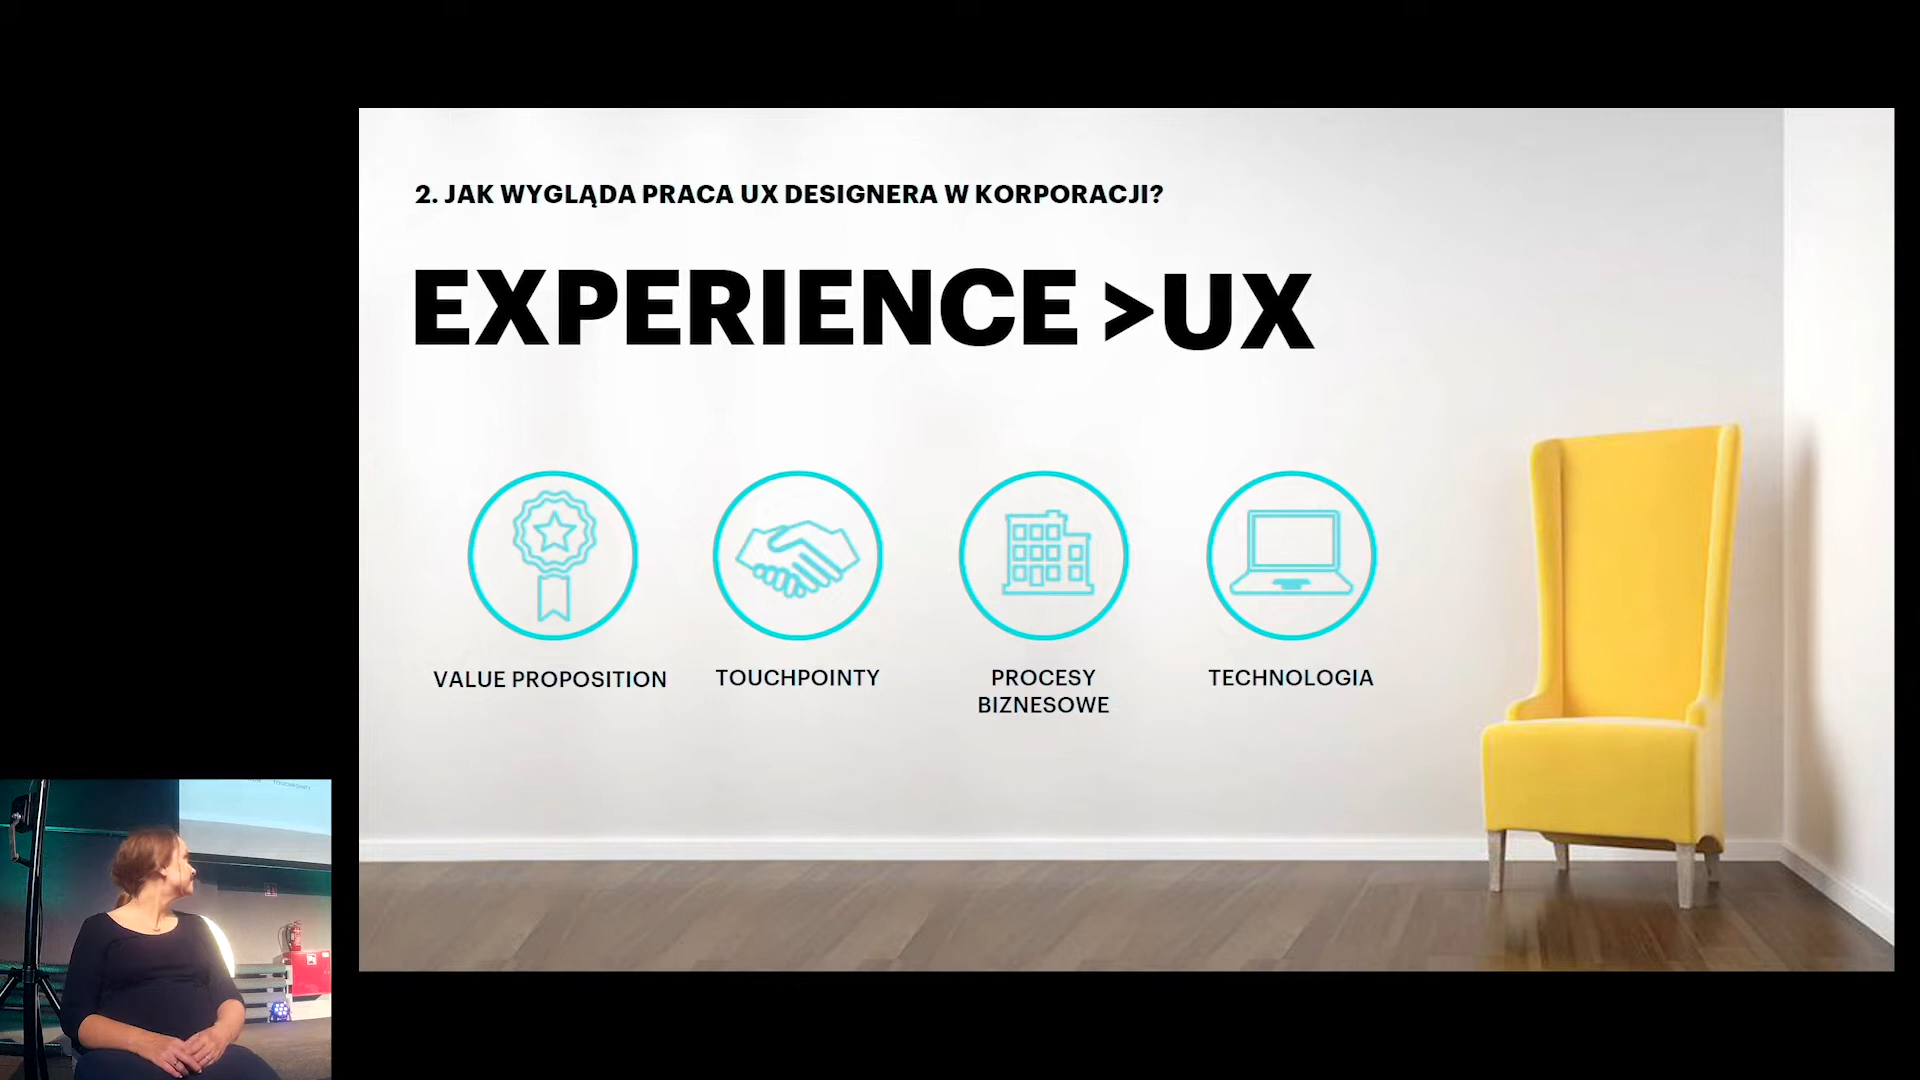 2. JAK WYGLĄDA PRACA UX DESIGNERA W KORPORACJI?
EXPERIENCE >UX
VALUE PROPOSITION
TOUCHPOINTY
PROCESY
BIZNESOWE
TECHNOLOGIA